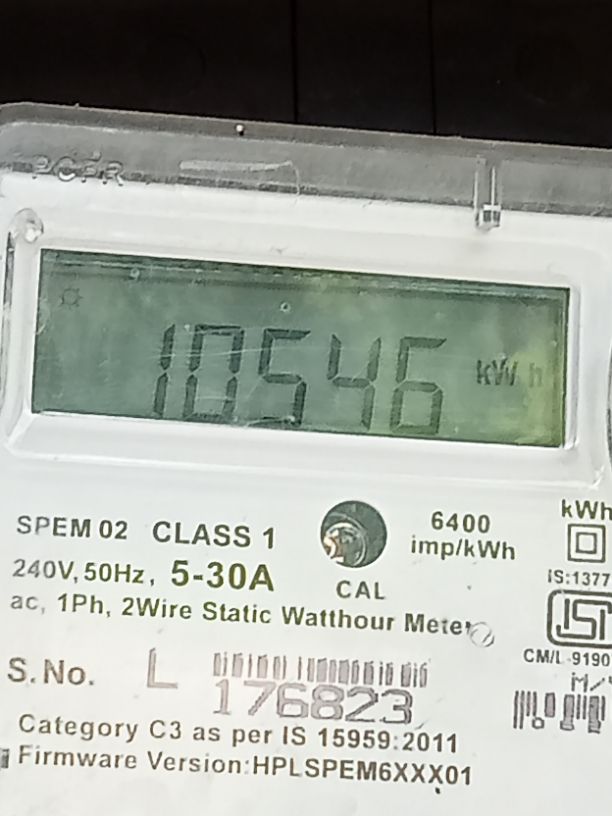 10546 kWh
SPEM 02 CLASS 1
6400
imp/kWh
kWh
240V, 50Hz, 5-30A
CAL
IS:1377
ac, 1Ph, 2Wire Static Watthour Meter
ISI
CM/L-9190
S. No. L 176823
M/
Category C3 as per IS 15959:2011
Firmware Version:HPLSPEM6XXX01